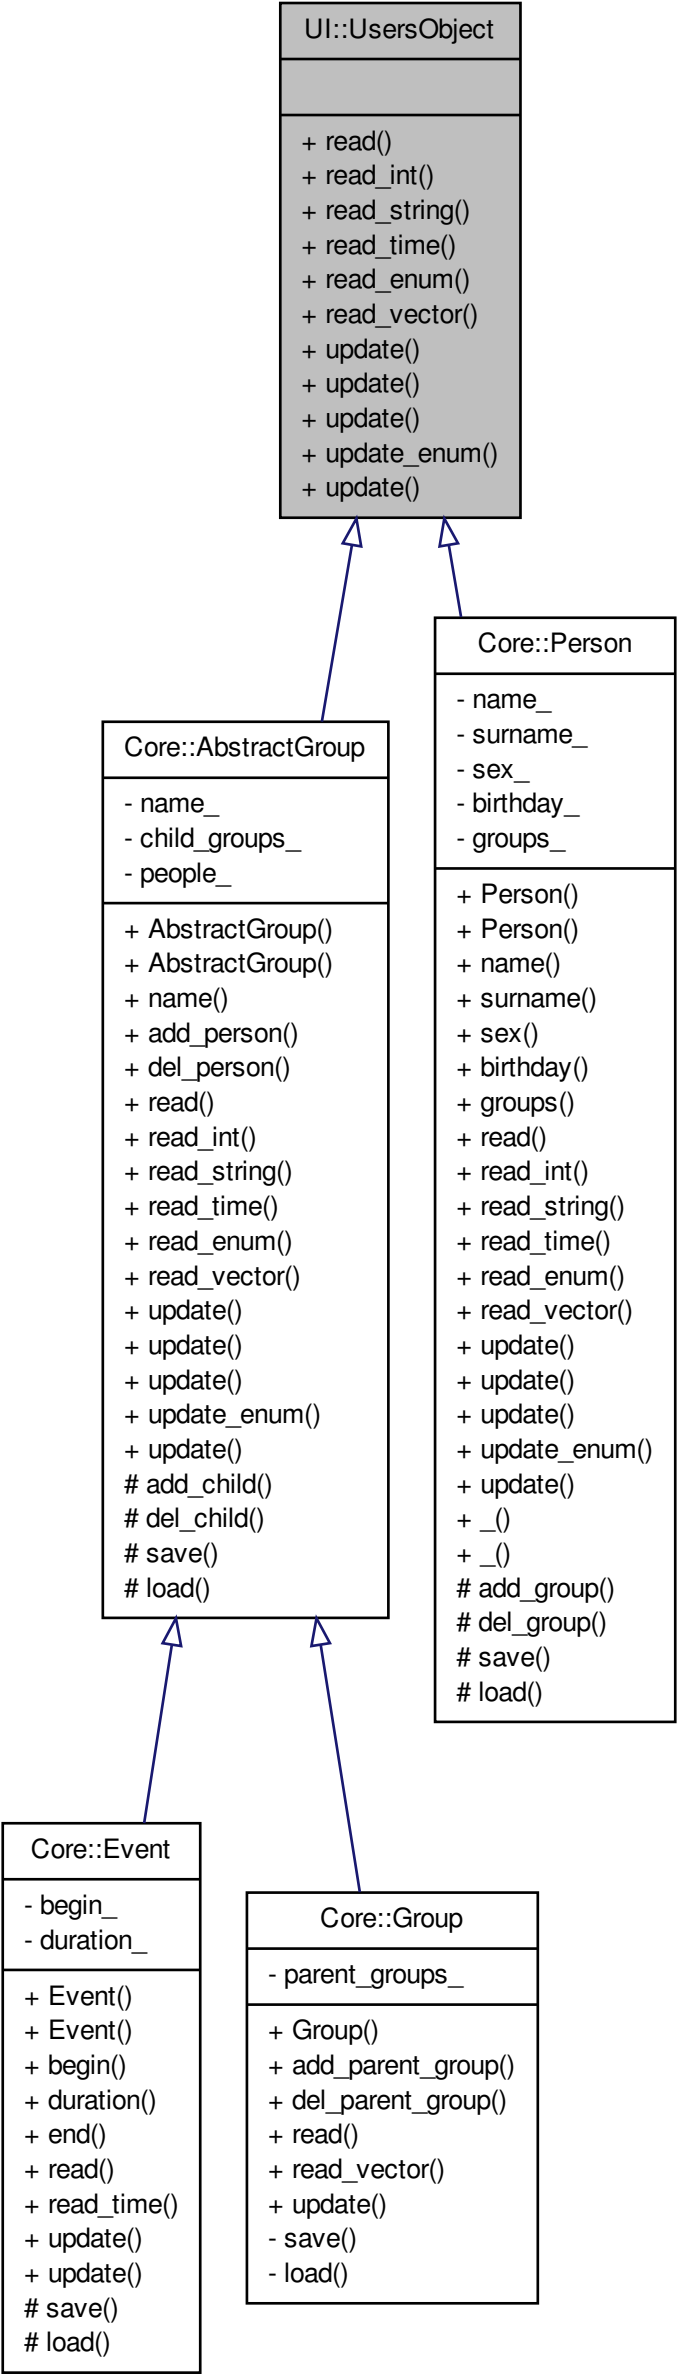 UI::UsersObject
+ read()
+ read_int()
+ read_string()
+ read_time()
+ read_enum()
+ read_vector()
+ update()
+ update()
+ update()
+ update_enum()
+ update()
Core::AbstractGroup
- name_
- child_groups_
- people_
+ AbstractGroup()
+ AbstractGroup()
+ name()
+ add_person()
+ del_person()
+ read()
+ read_int()
+ read_string()
+ read_time()
+ read_enum()
+ read_vector()
+ update()
+ update()
+ update()
+ update_enum()
+ update()
# add_child()
# del_child()
# save()
# load()
Core::Person
- name_
- surname_
- sex_
- birthday_
- groups_
+ Person()
+ Person()
+ name()
+ surname()
+ sex()
+ birthday()
+ groups()
+ read()
+ read_int()
+ read_string()
+ read_time()
+ read_enum()
+ read_vector()
+ update()
+ update()
+ update()
+ update_enum()
+ update()
+ _()
+ _()
# add_group()
# del_group()
# save()
# load()
Core::Event
- begin_
- duration_
+ Event()
+ Event()
+ begin()
+ duration()
+ end()
+ read()
+ read_time()
+ update()
+ update()
# save()
# load()
Core::Group
- parent_groups_
+ Group()
+ add_parent_group()
+ del_parent_group()
+ read()
+ read_vector()
+ update()
- save()
- load()